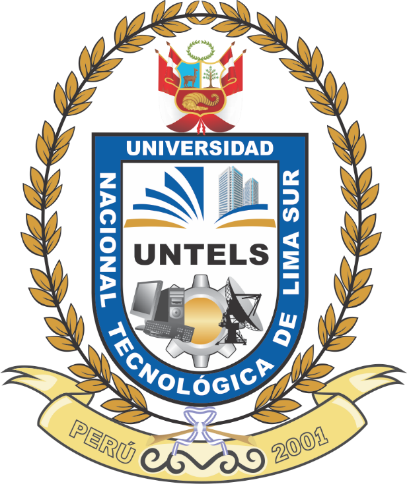 UNIVERSIDAD
NACIONAL TECNOLÓGICA DE LIMA SUR
UNTELS
PERÚ 2001